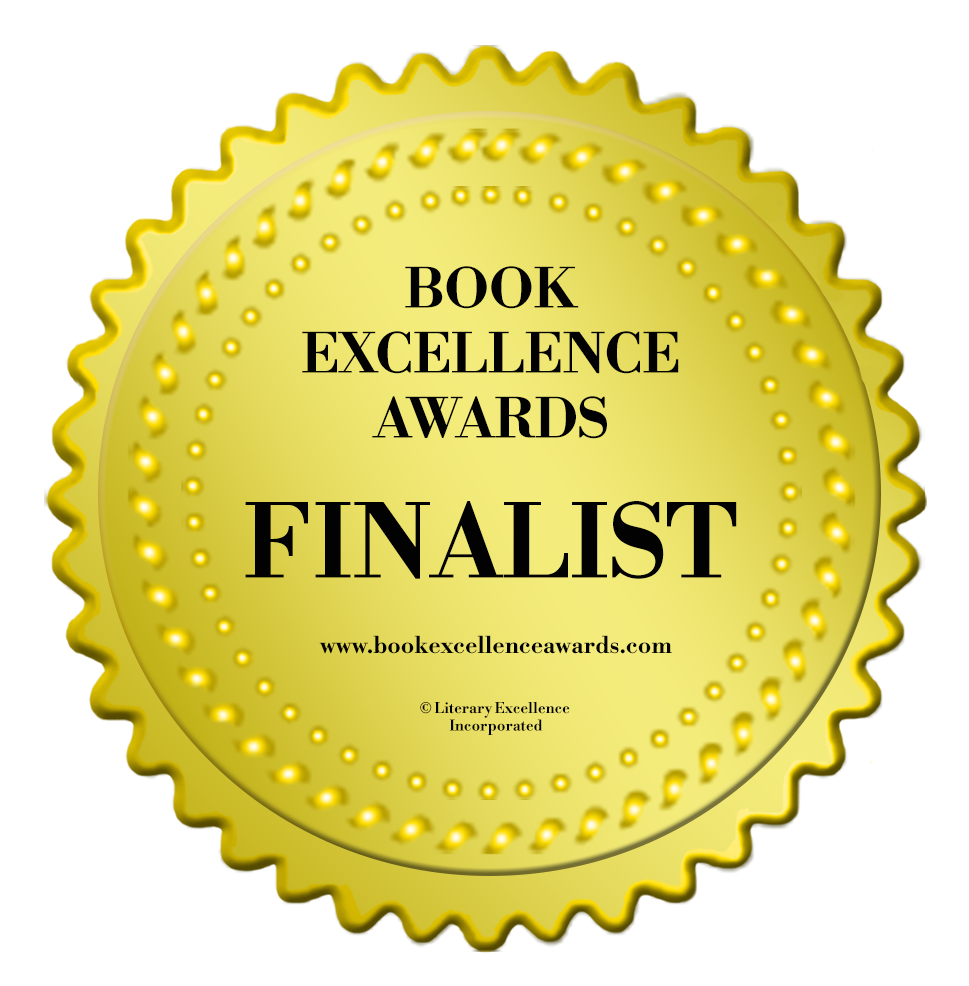 BOOK
EXCELLENCE
AWARDS
FINALIST
www.bookexcellenceawards.com
© Literary Excellence
Incorporated